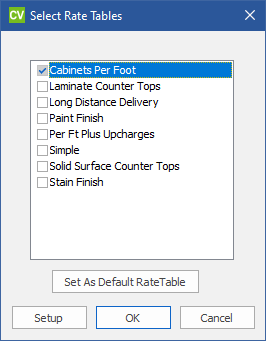 CV Select Rate Tables
Cabinets Per Foot
Laminate Counter Tops
Long Distance Delivery
Paint Finish
Per Ft Plus Upcharges
Simple
Solid Surface Counter Tops
Stain Finish
Set As Default RateTable
Setup OK Cancel